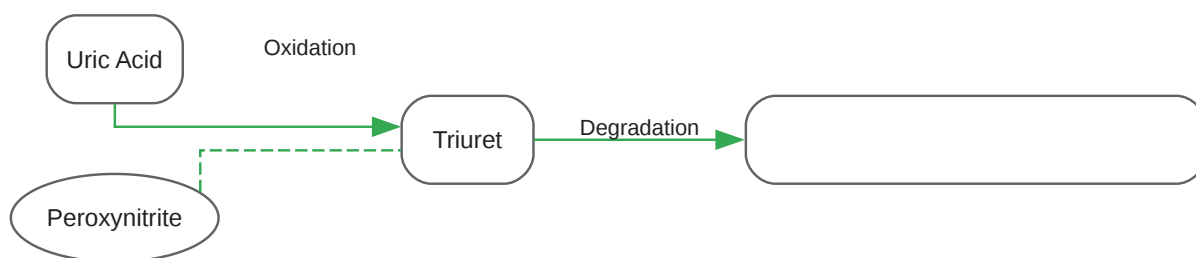 Uric Acid
Oxidation
Triuret
Degradation
Peroxynitrite